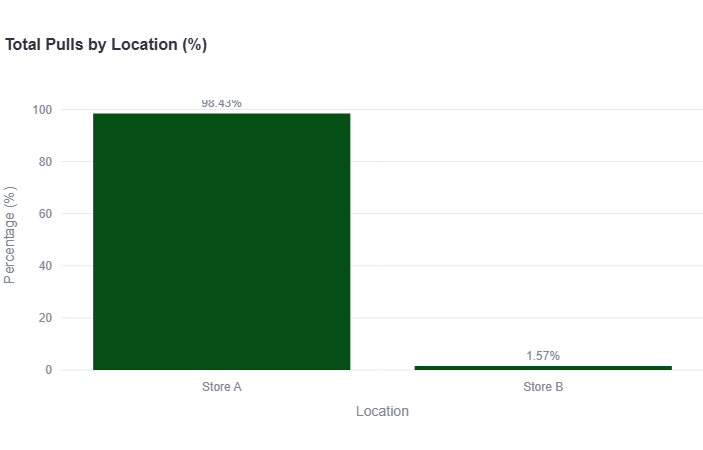 Total Pulls by Location (%)
98.43%
100
80
60
40
20
0
Percentage (%)
1.57%
Store A
Store B
Location